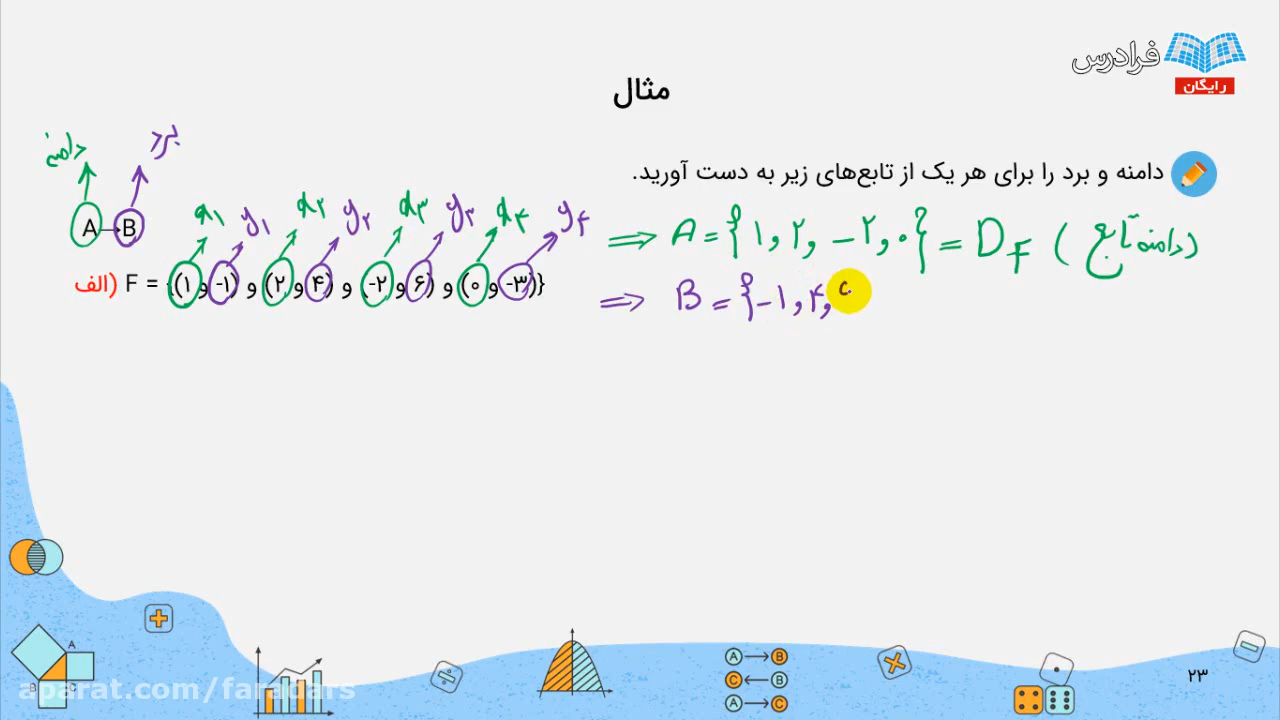 فرادرس
رایگان
مثال
دامنه و برد را برای هر یک از تابع‌های زیر به دست آورید.
دامنه
برد
A → B
x۱ y۱ x۲ y۲ x۳ y۳ x۴ y۴
الف) F = {(۱ و -۱) و (۲ و ۴) و (-۲ و ۶) و (۰ و -۳)}
⇒ A = {۱, ۲, -۲, ۰} = D_F (دامنه تابع)
⇒ B = {-۱, ۴,
A
B
A → B
C ← B
A → C
۲۳
aparat.com/faradars